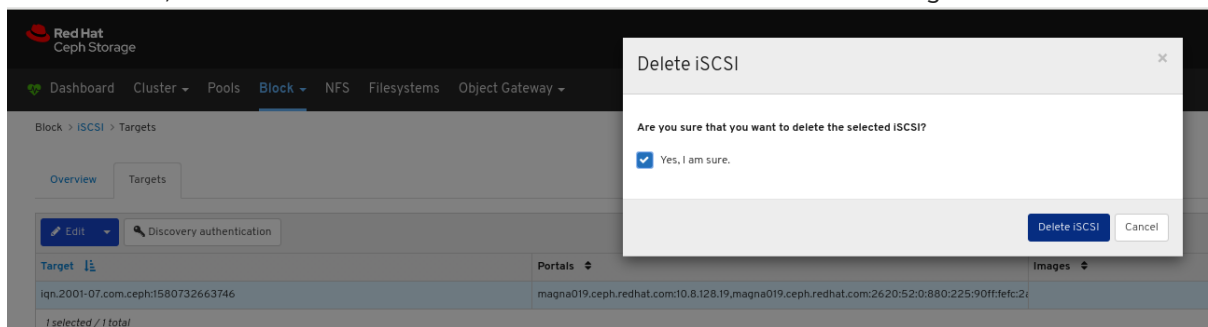 Red Hat
Ceph Storage
Dashboard Cluster Pools Block NFS Filesystems Object Gateway
Block > iSCSI > Targets
Overview Targets
Edit Discovery authentication
Target Portals Images
iqn.2001-07.com.ceph:1580732663746 magna019.ceph.redhat.com:10.8.128.19,magna019.ceph.redhat.com:2620:52:0:880:225:90ff:fefc:2
1 selected / 1 total
Delete iSCSI ×
Are you sure that you want to delete the selected iSCSI?
Yes, I am sure.
Delete iSCSI Cancel